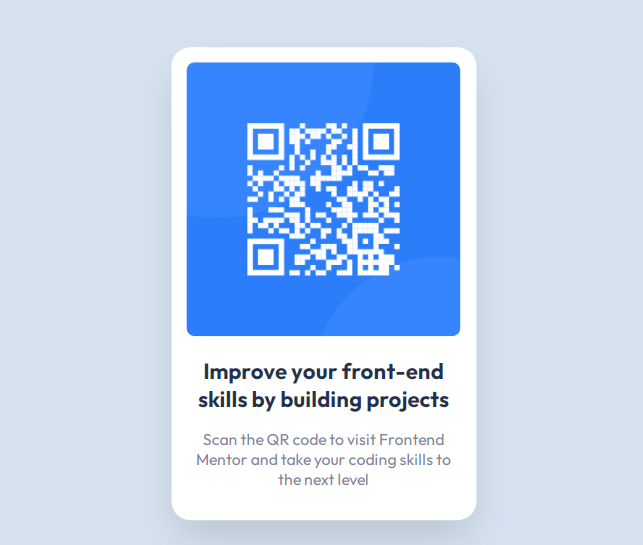 Improve your front-end
skills by building projects
Scan the QR code to visit Frontend
Mentor and take your coding skills to
the next level